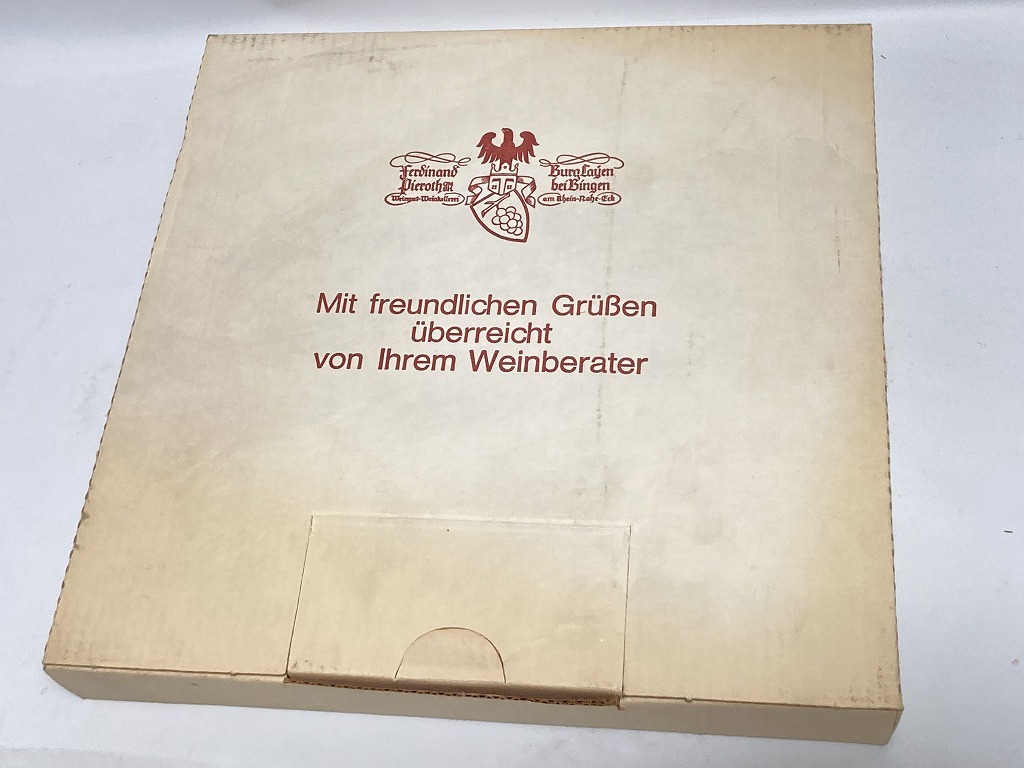 Ferdinand
Pieroth
Weingut-Weinkellerei
Burg Layen
bei Bingen
am Rhein-Nahe-Eck
Mit freundlichen Grüßen
überreicht
von Ihrem Weinberater